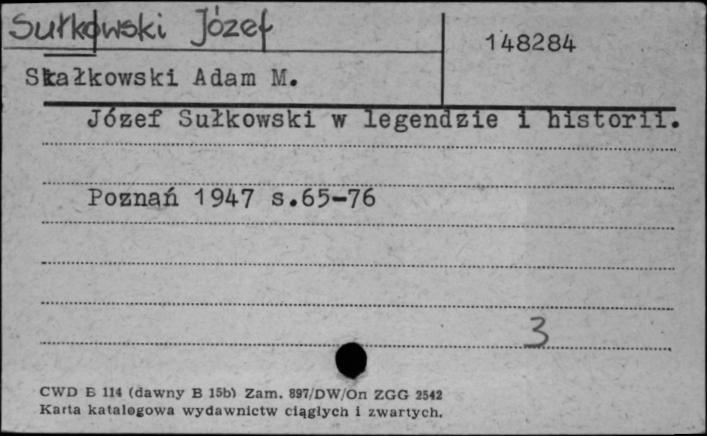 Sułkowski Józef
148284
Skałkowski Adam M.
Józef Sułkowski w legendzie i historii.
Poznań 1947 s.65-76
3
CWD B 114 (dawny B 15b) Zam. 897/DW/On ZGG 2542
Karta katalogowa wydawnictw ciągłych i zwartych.